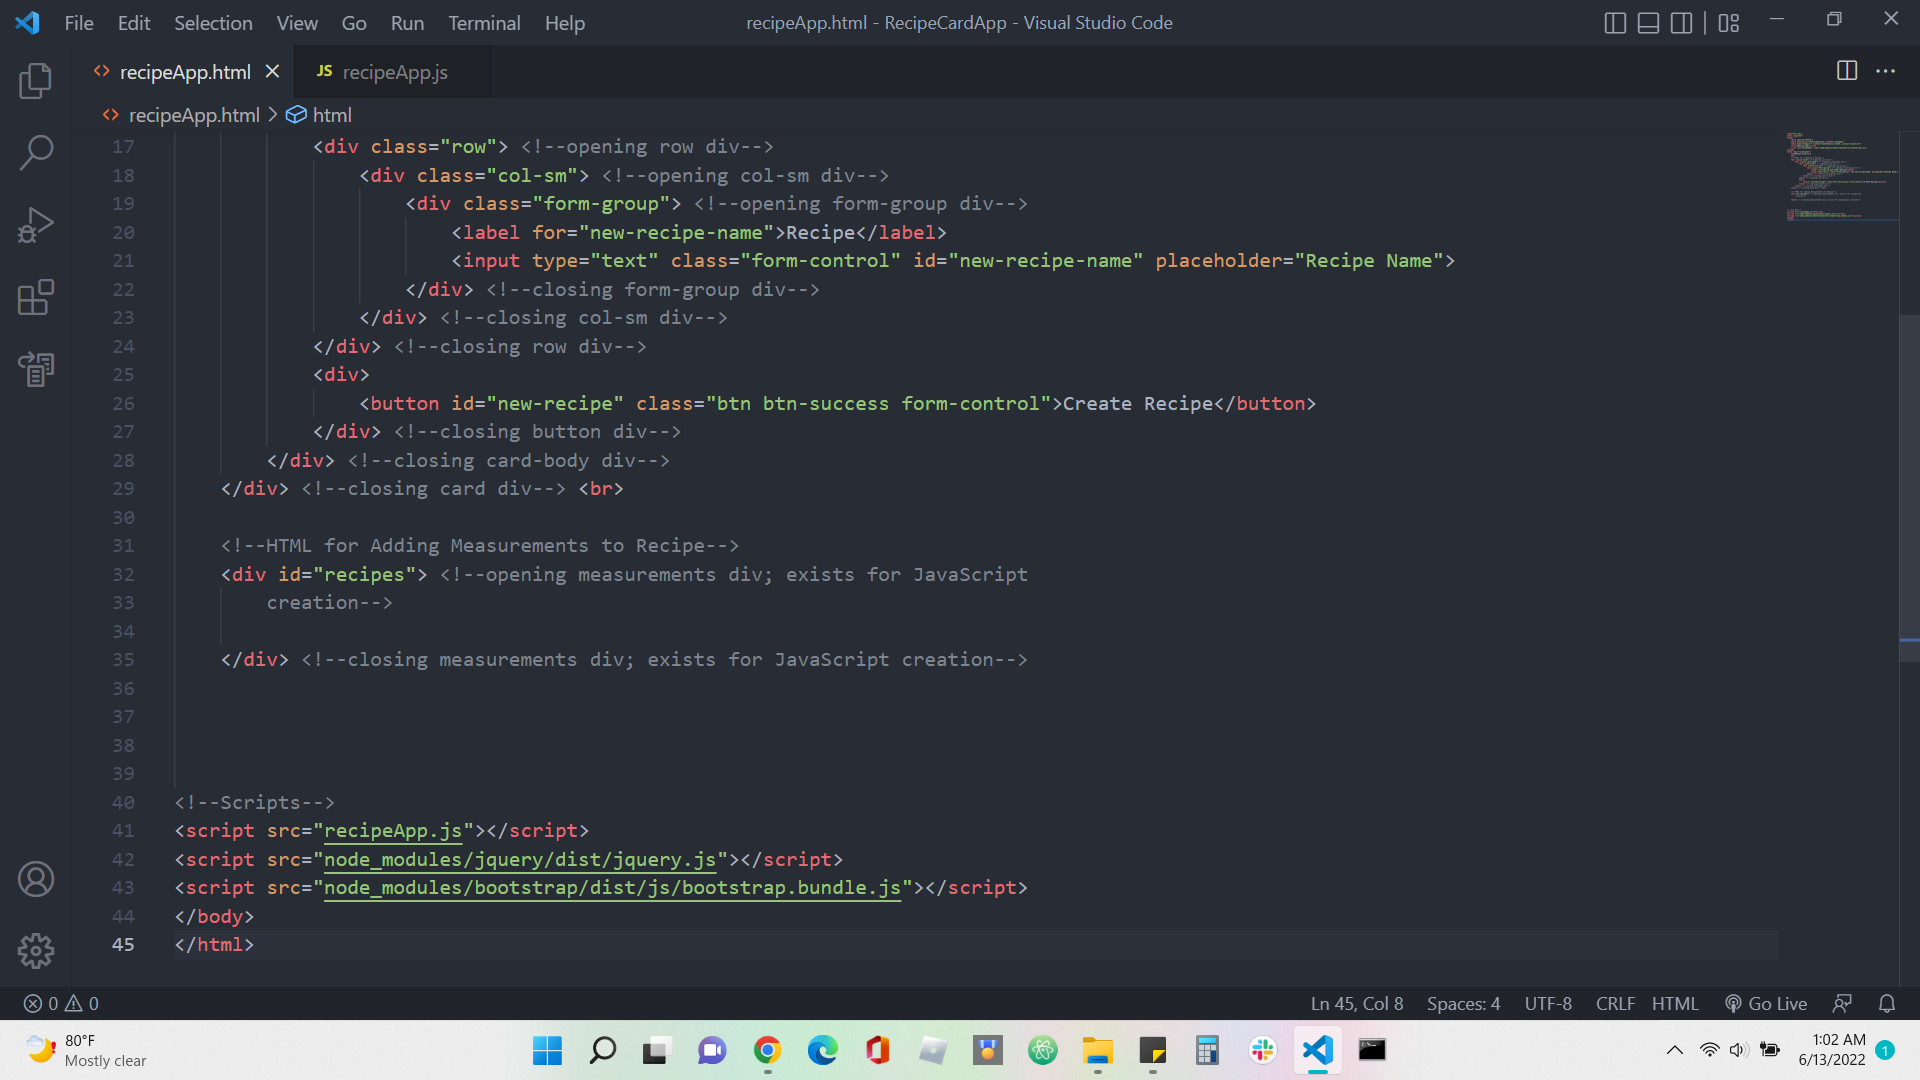 File Edit Selection View Go Run Terminal Help recipeApp.html - RecipeCardApp - Visual Studio Code
recipeApp.html JS recipeApp.js
recipeApp.html > html
17 <div class="row"> <!--opening row div-->
18 <div class="col-sm"> <!--opening col-sm div-->
19 <div class="form-group"> <!--opening form-group div-->
20 <label for="new-recipe-name">Recipe</label>
21 <input type="text" class="form-control" id="new-recipe-name" placeholder="Recipe Name">
22 </div> <!--closing form-group div-->
23 </div> <!--closing col-sm div-->
24 </div> <!--closing row div-->
25 <div>
26 <button id="new-recipe" class="btn btn-success form-control">Create Recipe</button>
27 </div> <!--closing button div-->
28 </div> <!--closing card-body div-->
29 </div> <!--closing card div--> <br>
30
31 <!--HTML for Adding Measurements to Recipe-->
32 <div id="recipes"> <!--opening measurements div; exists for JavaScript
33 creation-->
34
35 </div> <!--closing measurements div; exists for JavaScript creation-->
36
37
38
39
40 <!--Scripts-->
41 <script src="recipeApp.js"></script>
42 <script src="node_modules/jquery/dist/jquery.js"></script>
43 <script src="node_modules/bootstrap/dist/js/bootstrap.bundle.js"></script>
44 </body>
45 </html>
0 0 Ln 45, Col 8 Spaces: 4 UTF-8 CRLF HTML Go Live
80°F
Mostly clear
1:02 AM
6/13/2022 1